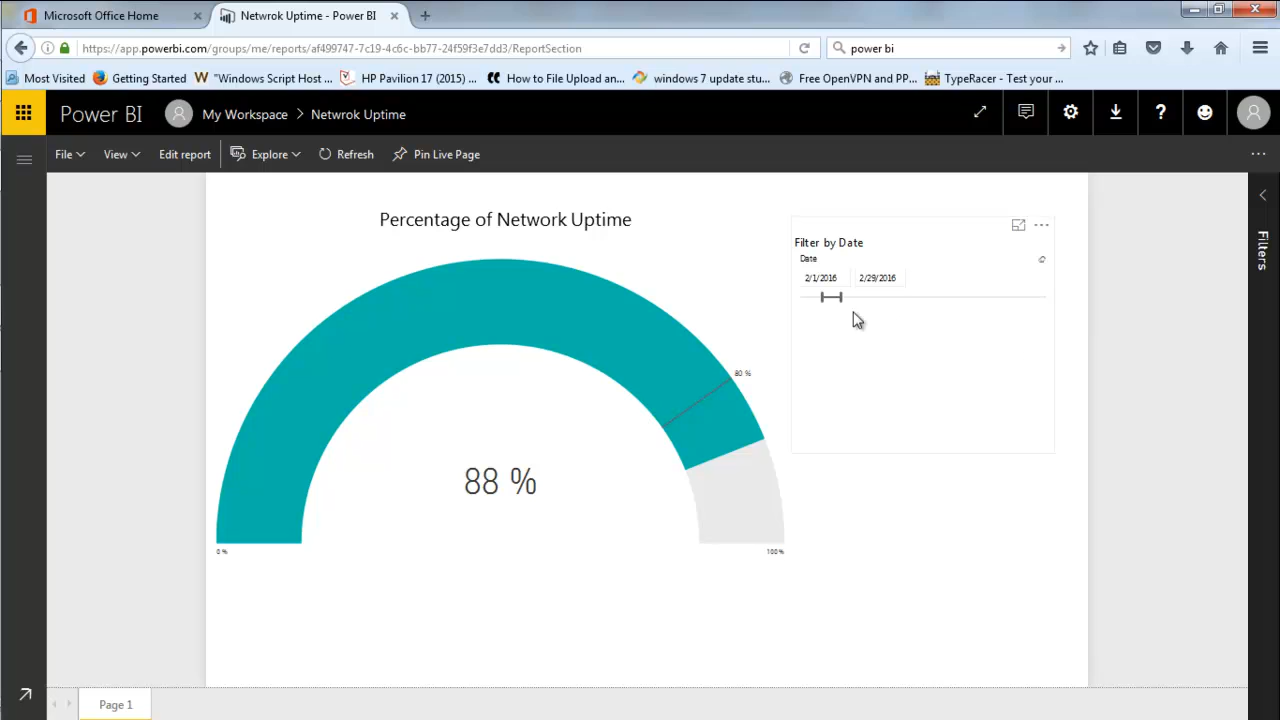 Microsoft Office Home
Netwrok Uptime - Power BI
https://app.powerbi.com/groups/me/reports/af499747-7c19-4c6c-bb77-24f59f3e7dd3/ReportSection
power bi
Most Visited
Getting Started
"Windows Script Host ...
HP Pavilion 17 (2015) ...
How to File Upload an...
windows 7 update stu...
Free OpenVPN and PP...
TypeRacer - Test your ...
Power BI
My Workspace > Netwrok Uptime
File
View
Edit report
Explore
Refresh
Pin Live Page
Percentage of Network Uptime
Filter by Date
Date
2/1/2016
2/29/2016
Filters
80 %
88 %
0 %
100 %
Page 1